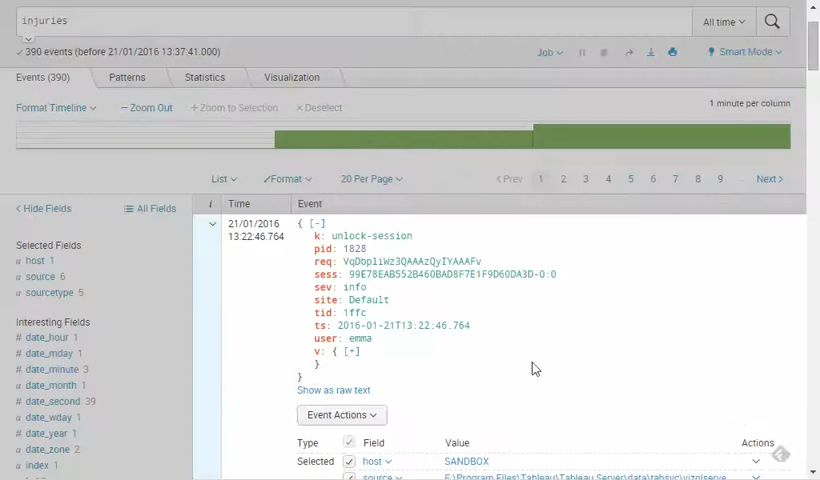 injuries
All time
390 events (before 21/01/2016 13:37:41.000)
Job
Smart Mode
Events (390) Patterns Statistics Visualization
Format Timeline — Zoom Out + Zoom to Selection × Deselect
1 minute per column
List Format 20 Per Page < Prev 1 2 3 4 5 6 7 8 9 Next >
< Hide Fields All Fields
i Time Event
Selected Fields
a host 1
a source 6
a sourcetype 5
Interesting Fields
# date_hour 1
# date_mday 1
# date_minute 3
a date_month 1
# date_second 39
a date_wday 1
# date_year 1
a date_zone 2
a index 1
21/01/2016
13:22:46.764
{ [-]
k: unlock-session
pid: 1828
sev: info
site: Default
tid: 1ffc
ts: 2016-01-21T13:22:46.764
user: emma
v: { [+]
}
}
Show as raw text
Event Actions
Type Field Value Actions
Selected host SANDBOX
source